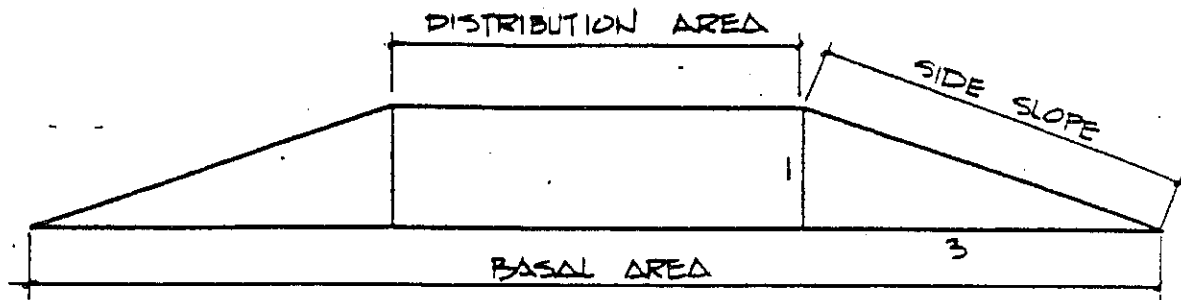 DISTRIBUTION AREA
SIDE SLOPE
1
3
BASAL AREA